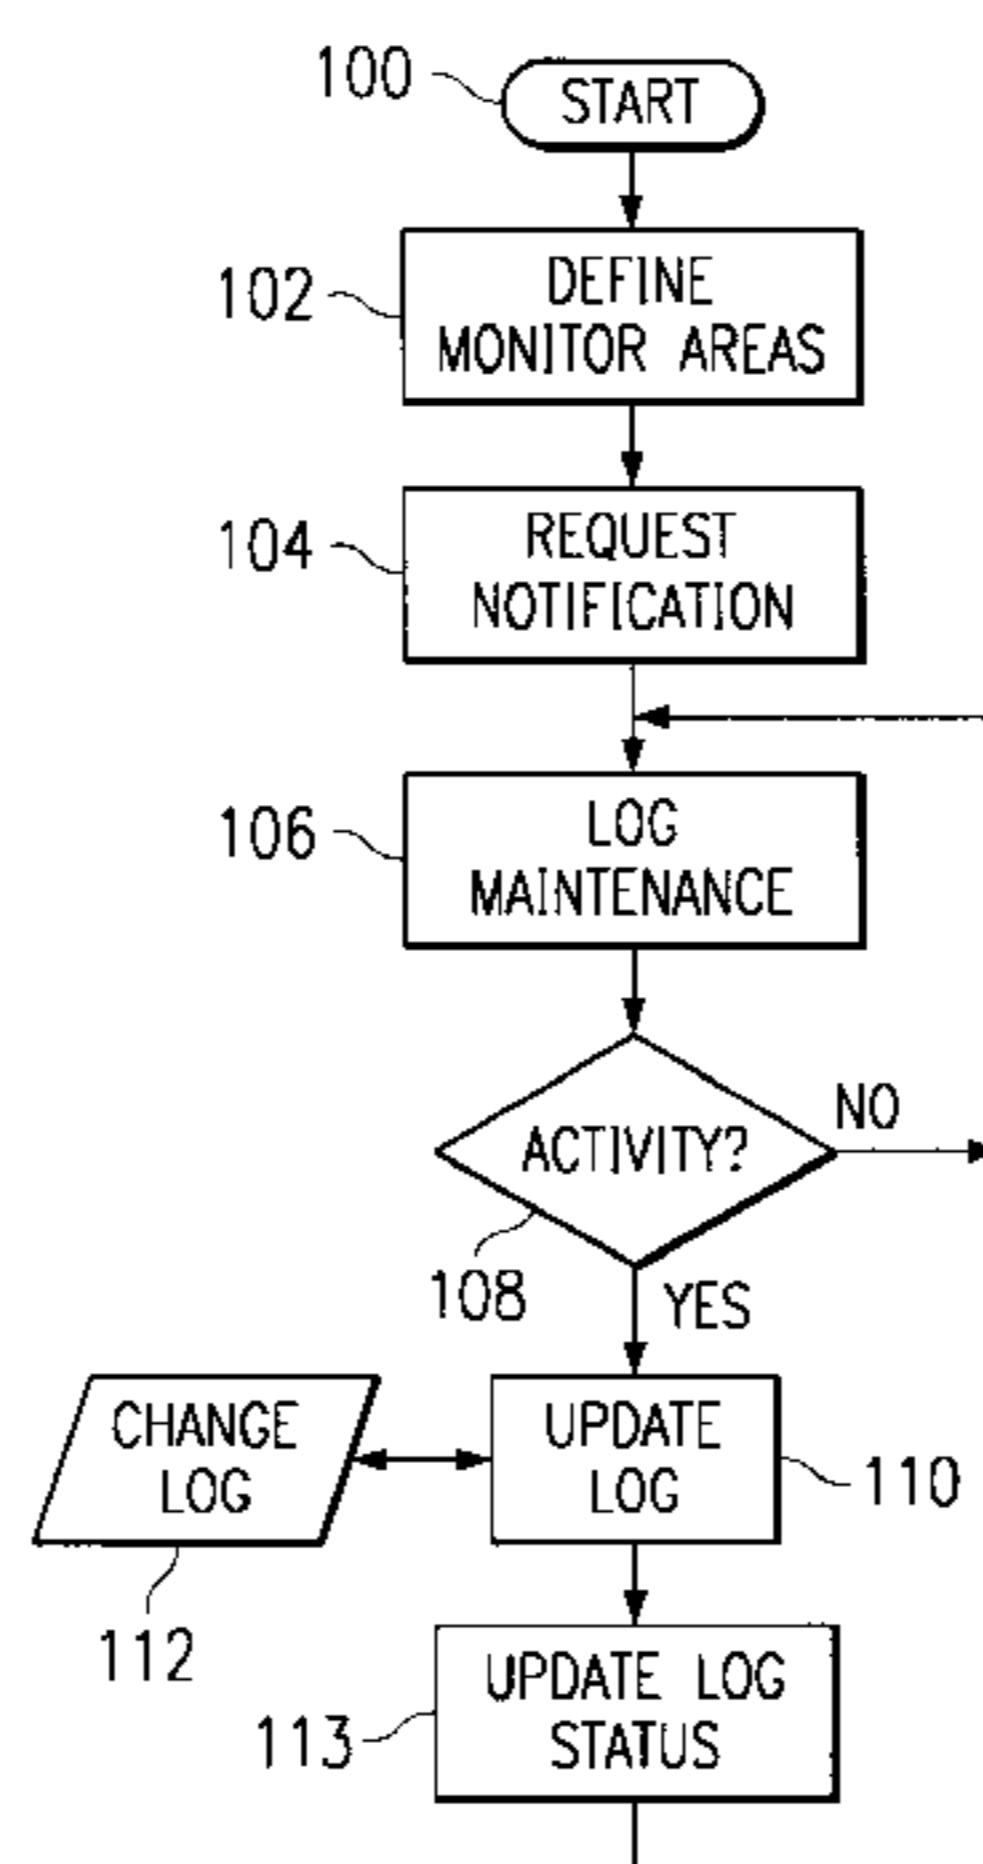 100
START
102
DEFINE
MONITOR AREAS
104
REQUEST
NOTIFICATION
106
LOG
MAINTENANCE
ACTIVITY?
NO
108
YES
CHANGE
LOG
UPDATE
LOG
110
112
UPDATE LOG
STATUS
113